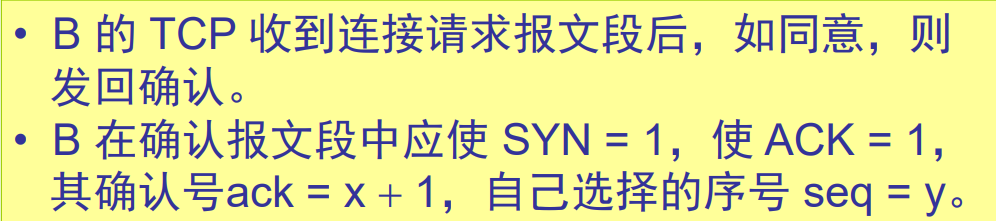 • B 的 TCP 收到连接请求报文段后，如同意，则
发回确认。
• B 在确认报文段中应使 SYN = 1，使 ACK = 1，
其确认号ack = x + 1，自己选择的序号 seq = y。